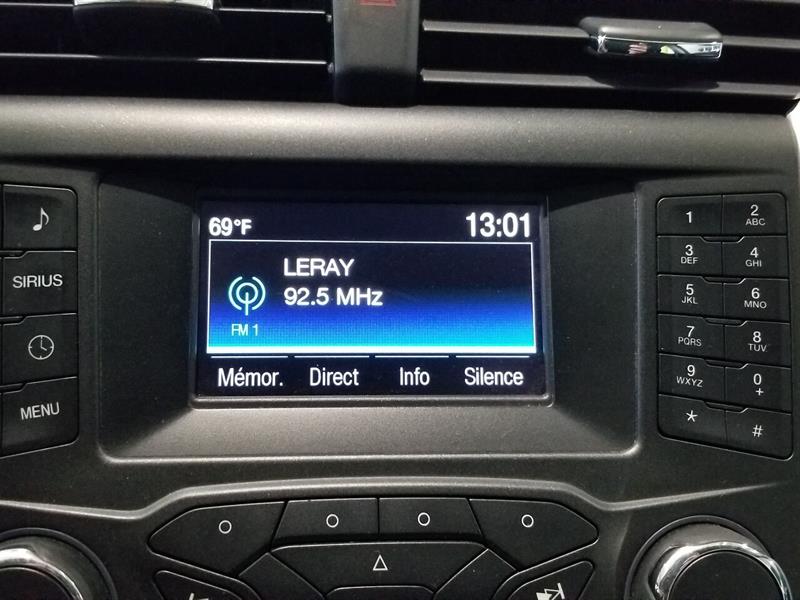 69°F 13:01
LERAY
92.5 MHz
FM 1
Mémor. Direct Info Silence
SIRIUS
MENU
1
2 ABC
3 DEF
4 GHI
5 JKL
6 MNO
7 PQRS
8 TUV
9 WXYZ
0 +
* #